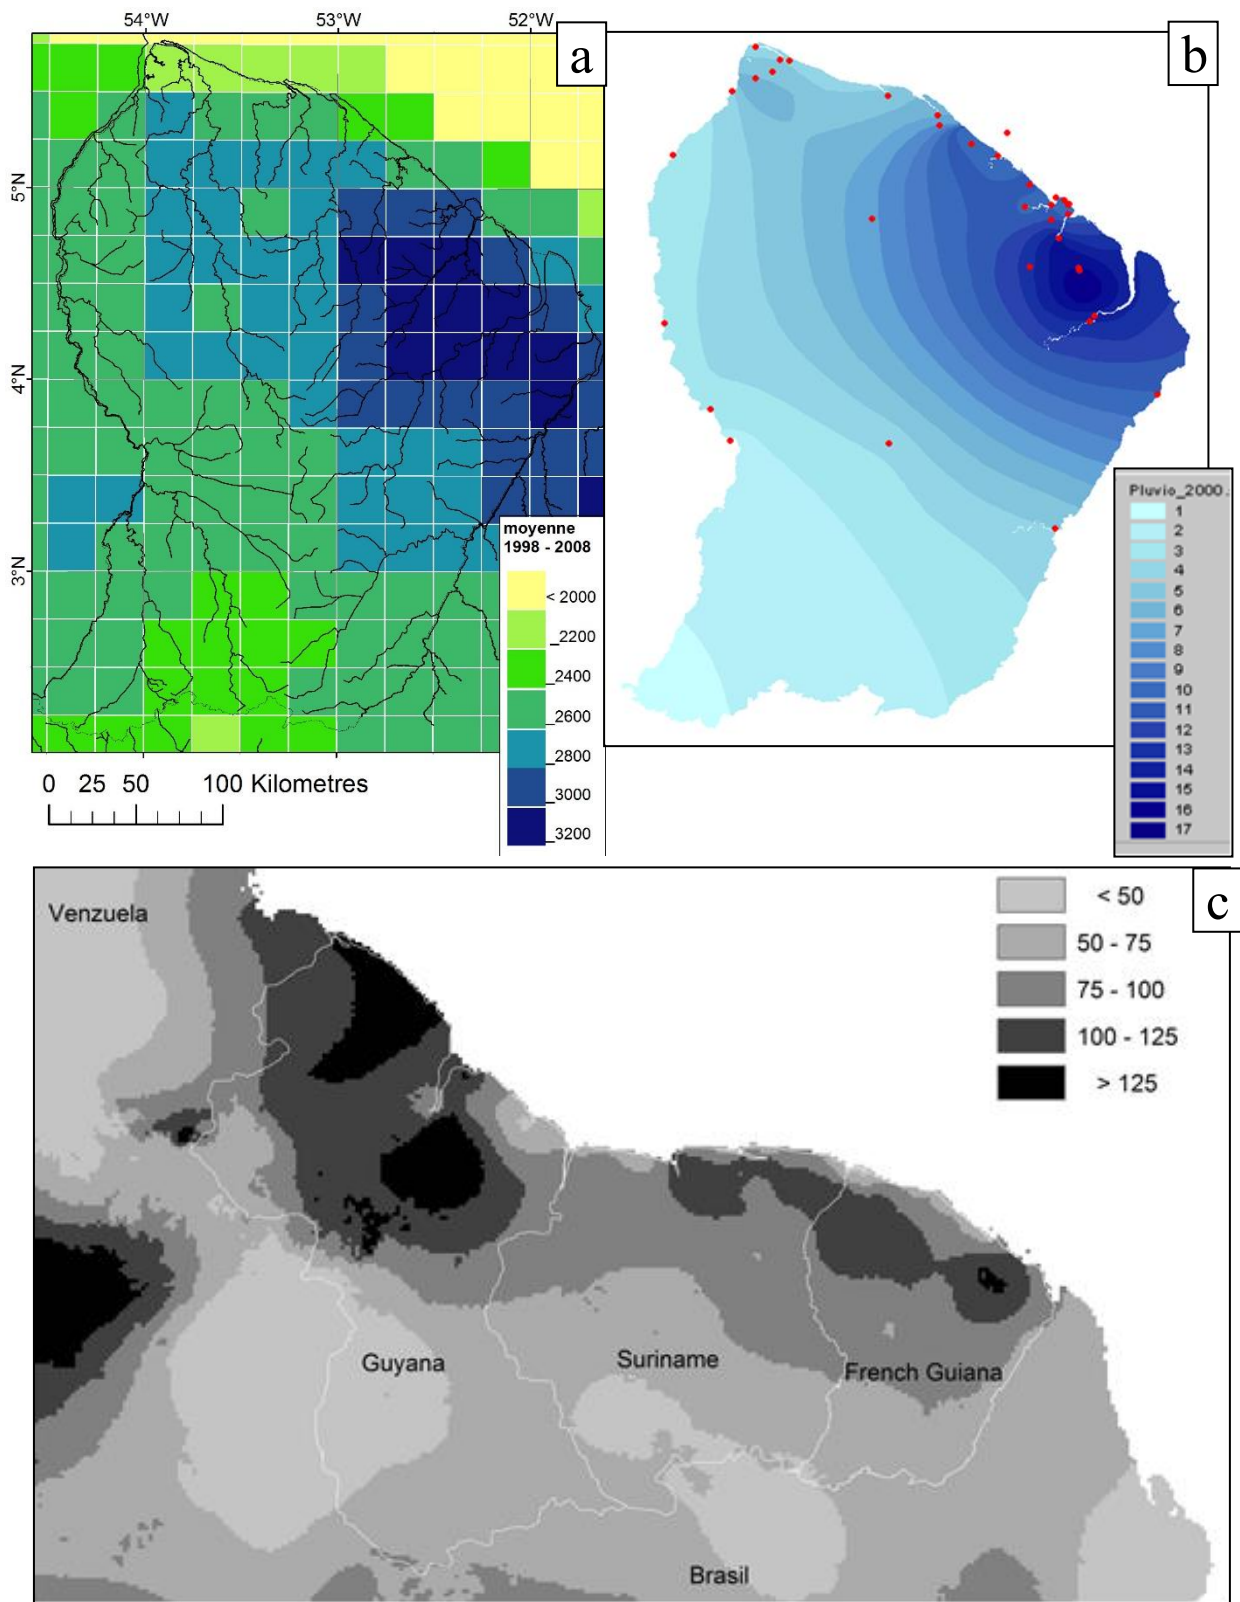 54°W 53°W 52°W
a
5°N
4°N
3°N
moyenne
1998 - 2008
< 2000
_2200
_2400
_2600
_2800
_3000
_3200
0 25 50 100 Kilometres
b
Pluvio_2000.
1
2
3
4
5
6
7
8
9
10
11
12
13
14
15
16
17
c
Venzuela
< 50
50 - 75
75 - 100
100 - 125
> 125
Guyana
Suriname
French Guiana
Brasil